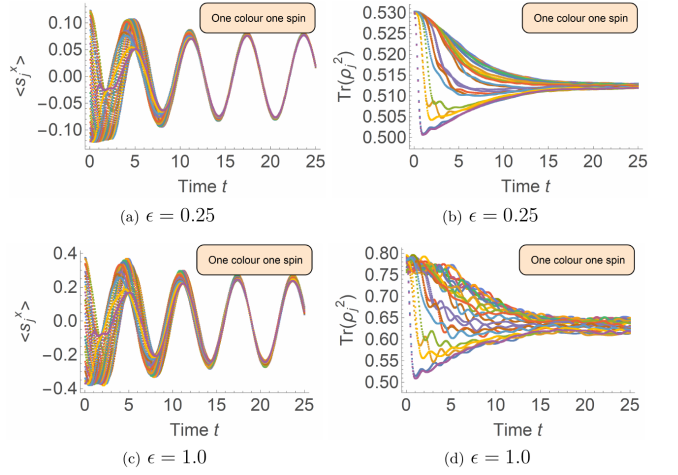 One colour one spin
<s_j^x>
0.10
0.05
0.00
−0.05
−0.10
0 5 10 15 20 25
Time t
(a) ϵ = 0.25
One colour one spin
Tr(ρ_j^2)
0.530
0.525
0.520
0.515
0.510
0.505
0.500
0 5 10 15 20 25
Time t
(b) ϵ = 0.25
One colour one spin
<s_j^x>
0.4
0.2
0.0
−0.2
−0.4
0 5 10 15 20 25
Time t
(c) ϵ = 1.0
One colour one spin
Tr(ρ_j^2)
0.80
0.75
0.70
0.65
0.60
0.55
0.50
0 5 10 15 20 25
Time t
(d) ϵ = 1.0